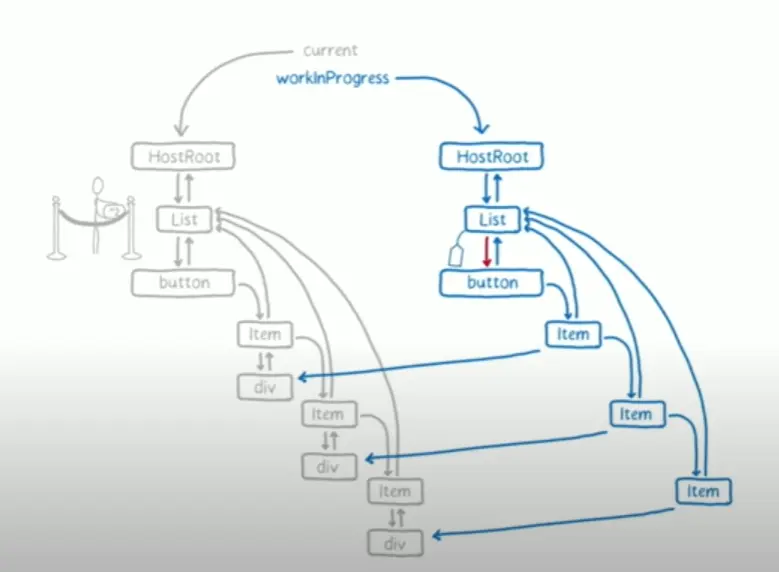 current
workInProgress
HostRoot
List
button
Item
div
Item
div
Item
div
HostRoot
List
button
Item
Item
Item